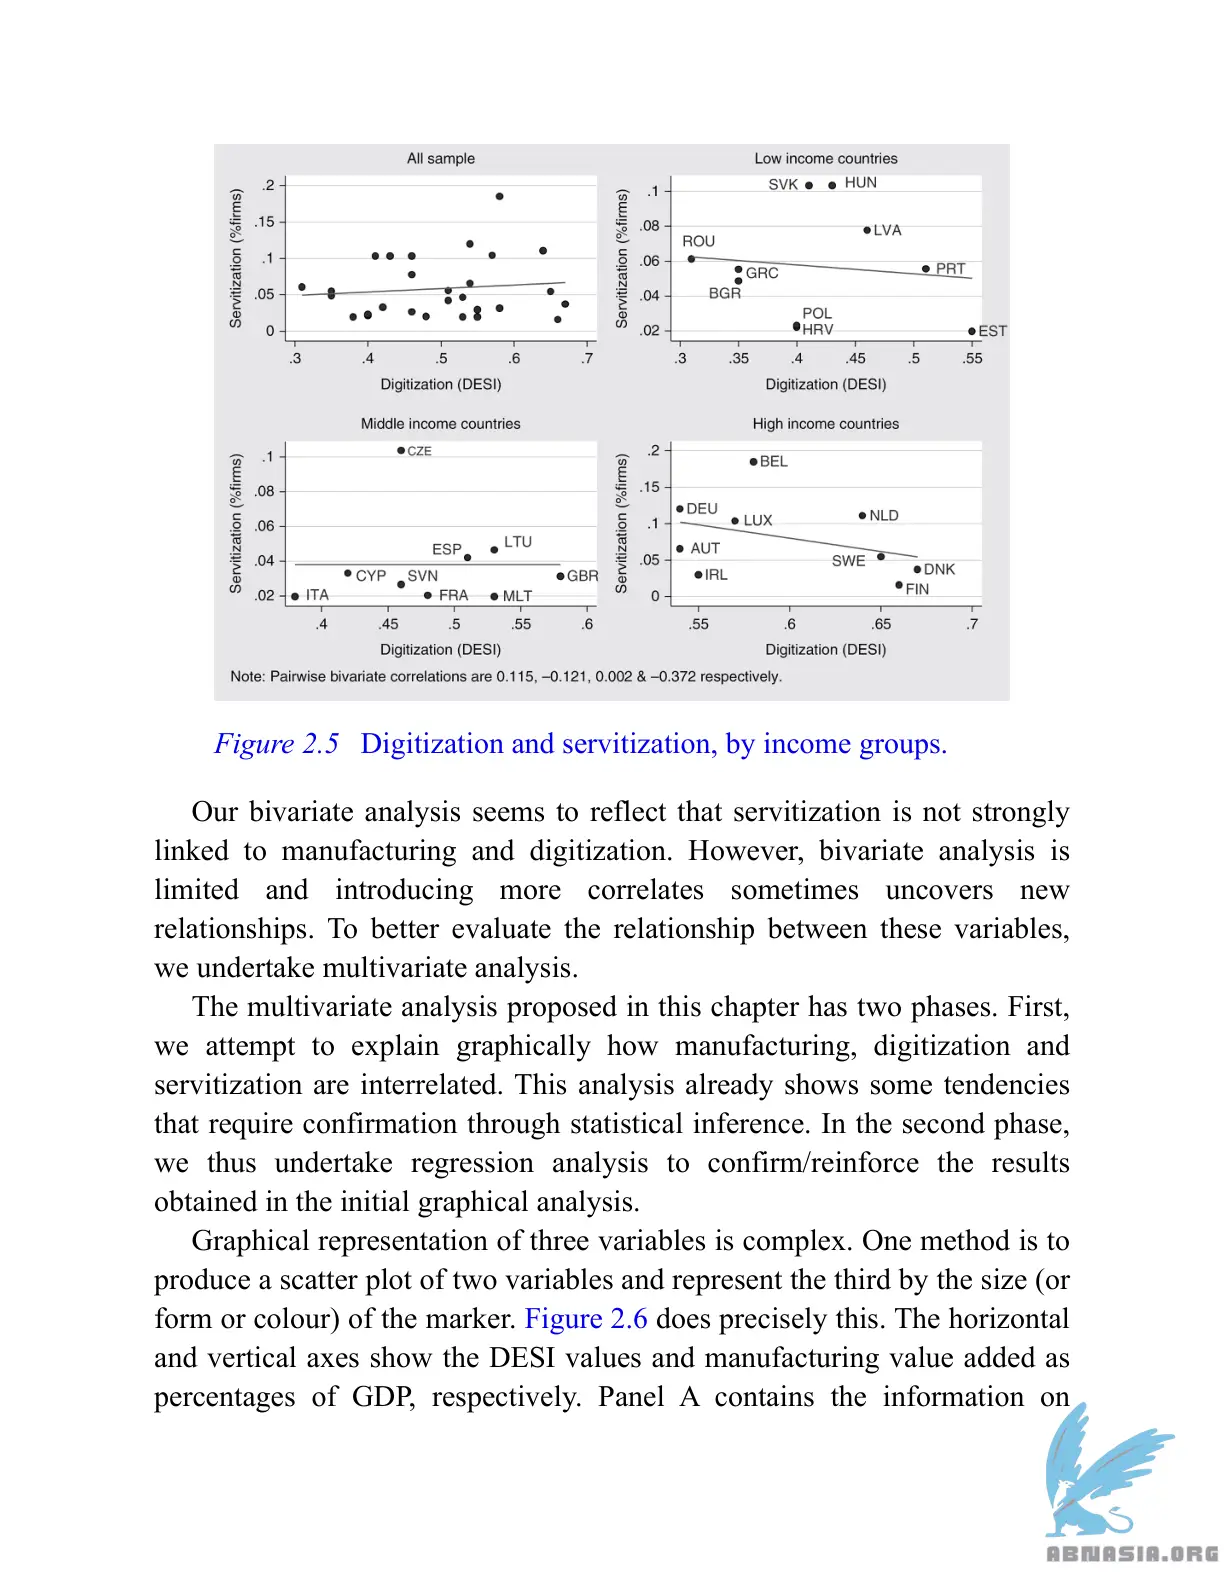 All sample
Servitization (%firms)
.2
.15
.1
.05
0
.3 .4 .5 .6 .7
Digitization (DESI)
Low income countries
Servitization (%firms)
.1
.08
.06
.04
.02
SVK HUN
LVA
ROU
GRC
PRT
BGR
POL
HRV
EST
.3 .35 .4 .45 .5 .55
Digitization (DESI)
Middle income countries
Servitization (%firms)
.1
.08
.06
.04
.02
CZE
LTU
ESP
CYP SVN GBR
ITA FRA MLT
.4 .45 .5 .55 .6
Digitization (DESI)
High income countries
Servitization (%firms)
.2
.15
.1
.05
0
BEL
DEU
LUX NLD
AUT
SWE
IRL DNK
FIN
.55 .6 .65 .7
Digitization (DESI)
Note: Pairwise bivariate correlations are 0.115, –0.121, 0.002 & –0.372 respectively.
Figure 2.5 Digitization and servitization, by income groups.
Our bivariate analysis seems to reflect that servitization is not strongly
linked to manufacturing and digitization. However, bivariate analysis is
limited and introducing more correlates sometimes uncovers new
relationships. To better evaluate the relationship between these variables,
we undertake multivariate analysis.
The multivariate analysis proposed in this chapter has two phases. First,
we attempt to explain graphically how manufacturing, digitization and
servitization are interrelated. This analysis already shows some tendencies
that require confirmation through statistical inference. In the second phase,
we thus undertake regression analysis to confirm/reinforce the results
obtained in the initial graphical analysis.
Graphical representation of three variables is complex. One method is to
produce a scatter plot of two variables and represent the third by the size (or
form or colour) of the marker. Figure 2.6 does precisely this. The horizontal
and vertical axes show the DESI values and manufacturing value added as
percentages of GDP, respectively. Panel A contains the information on
ABNASIA.ORG